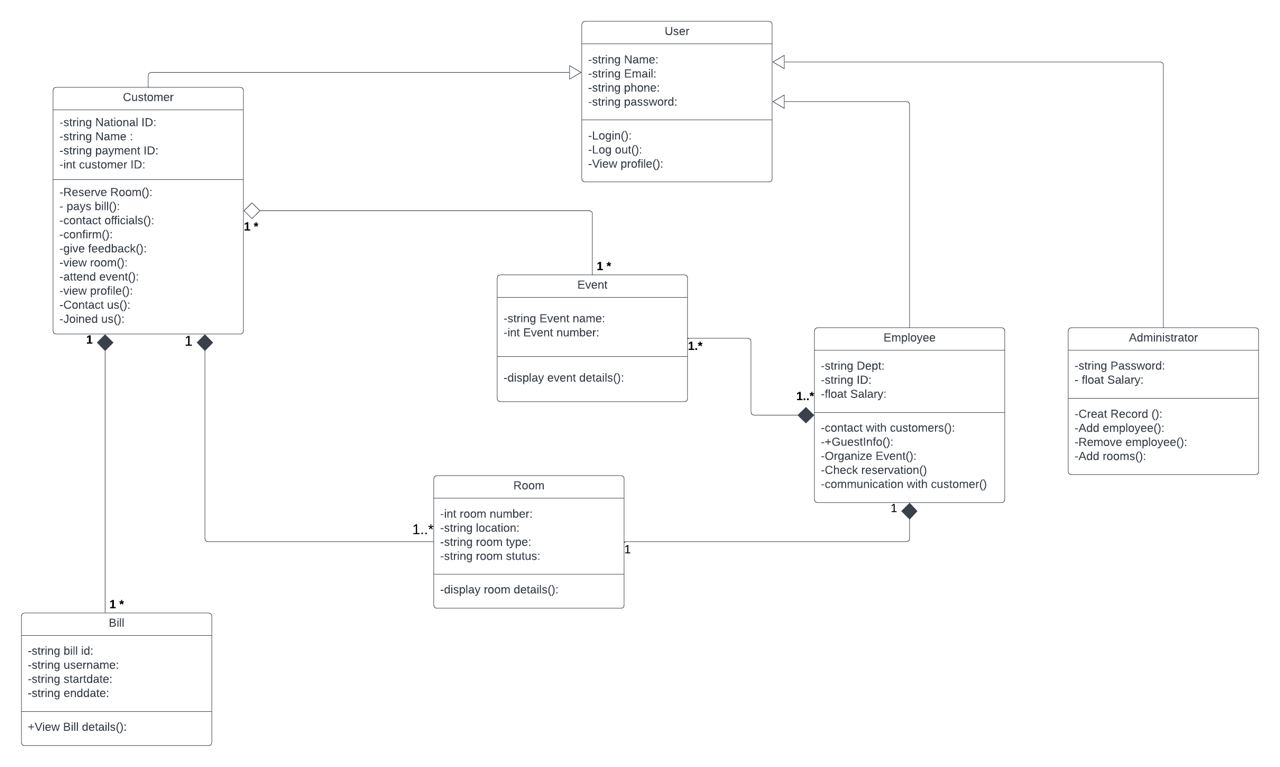 User
-string Name:
-string Email:
-string phone:
-string password:
-Login():
-Log out():
-View profile():
Customer
-string National ID:
-string Name :
-string payment ID:
-int customer ID:
-Reserve Room():
- pays bill():
-contact officials():
-confirm():
-give feedback():
-view room():
-attend event():
-view profile():
-Contact us():
-Joined us():
1 *
1 *
1
1
Event
-string Event name:
-int Event number:
-display event details():
1.*
1..*
Employee
-string Dept:
-string ID:
-float Salary:
-contact with customers():
-+GuestInfo():
-Organize Event():
-Check reservation()
-communication with customer()
1
Administrator
-string Password:
- float Salary:
-Creat Record ():
-Add employee():
-Remove employee():
-Add rooms():
Room
-int room number:
-string location:
-string room type:
-string room stutus:
-display room details():
1..*
1
1 *
Bill
-string bill id:
-string username:
-string startdate:
-string enddate:
+View Bill details():